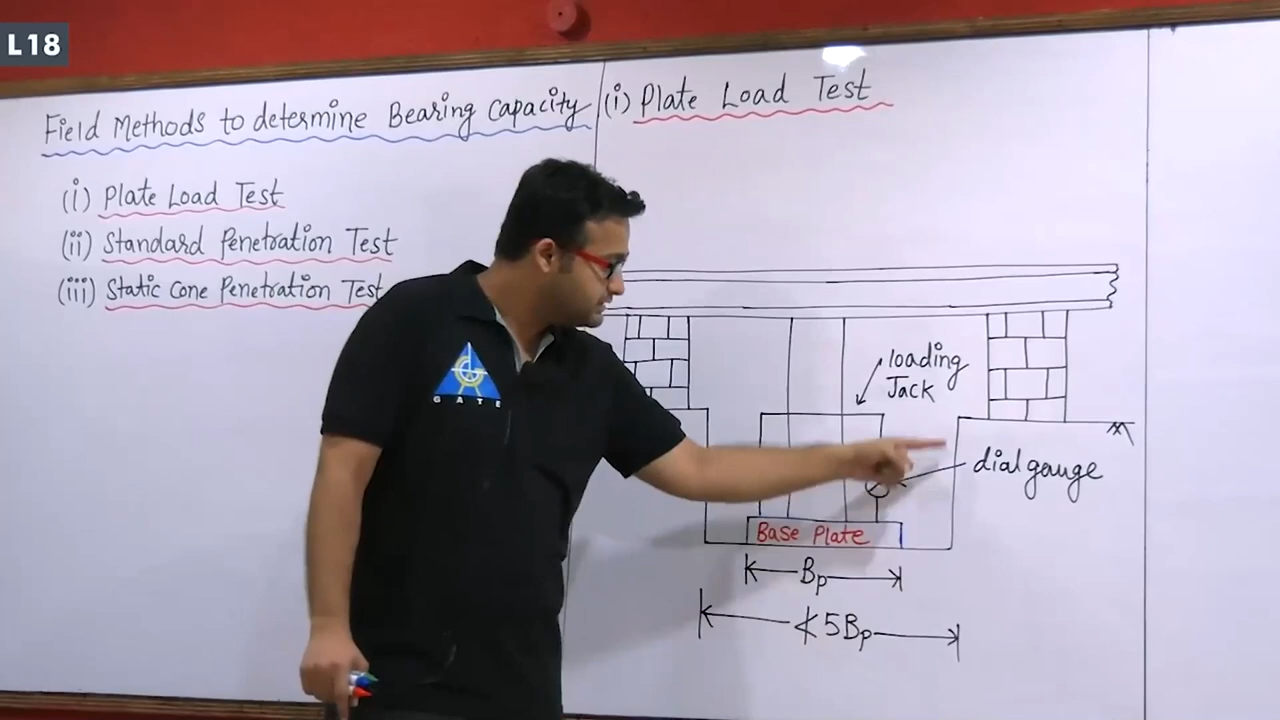 L18
Field Methods to determine Bearing Capacity
(i) Plate Load Test
(ii) Standard Penetration Test
(iii) Static Cone Penetration Test
(i) Plate Load Test
loading
Jack
dial gauge
Base Plate
Bp
≮ 5Bp
GATE